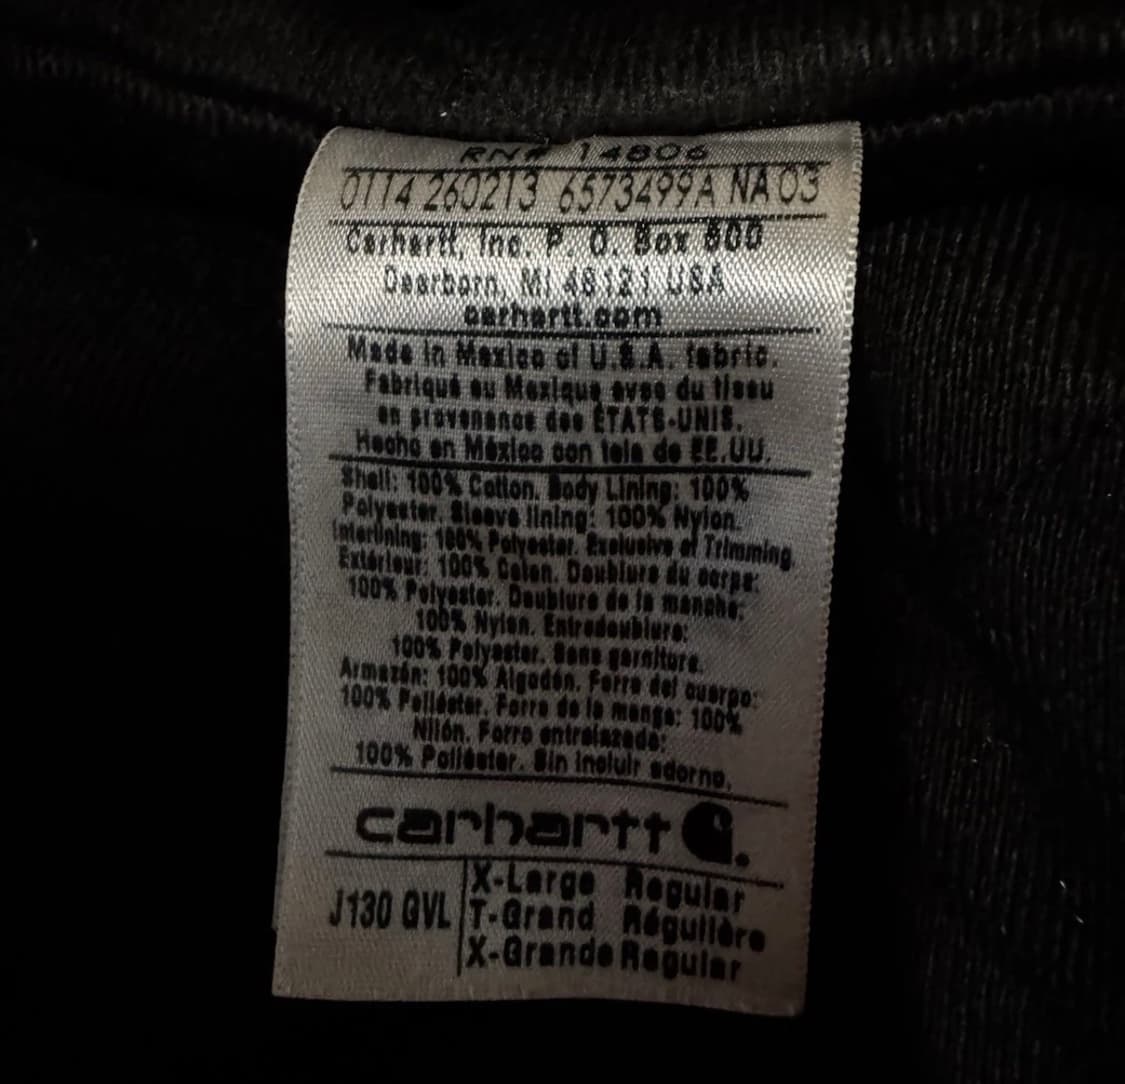 RN# 14806
0114 260213 6573499A NA 03
Carhartt, Inc. P. O. Box 600
Dearborn, MI 48121 USA
carhartt.com
Made in Mexico of U.S.A. fabric.
Fabriqué au Mexique avec du tissu
en provenance des ÉTATS-UNIS.
Hecho en México con tela de EE.UU.
Shell: 100% Cotton. Body Lining: 100%
Polyester. Sleeve lining: 100% Nylon.
Interlining: 100% Polyester. Exclusive of Trimming.
Extérieur: 100% Coton. Doublure du corps:
100% Polyester. Doublure de la manche:
100% Nylon. Entredoublure:
100% Polyester. Sans garniture.
Armazón: 100% Algodón. Forro del cuerpo:
100% Poliéster. Forro de la manga: 100%
Nilón. Forro entrelazado:
100% Poliéster. Sin incluir adorno.
carhartt
J130 QVL
X-Large Regular
T-Grand Régulière
X-Grande Regular